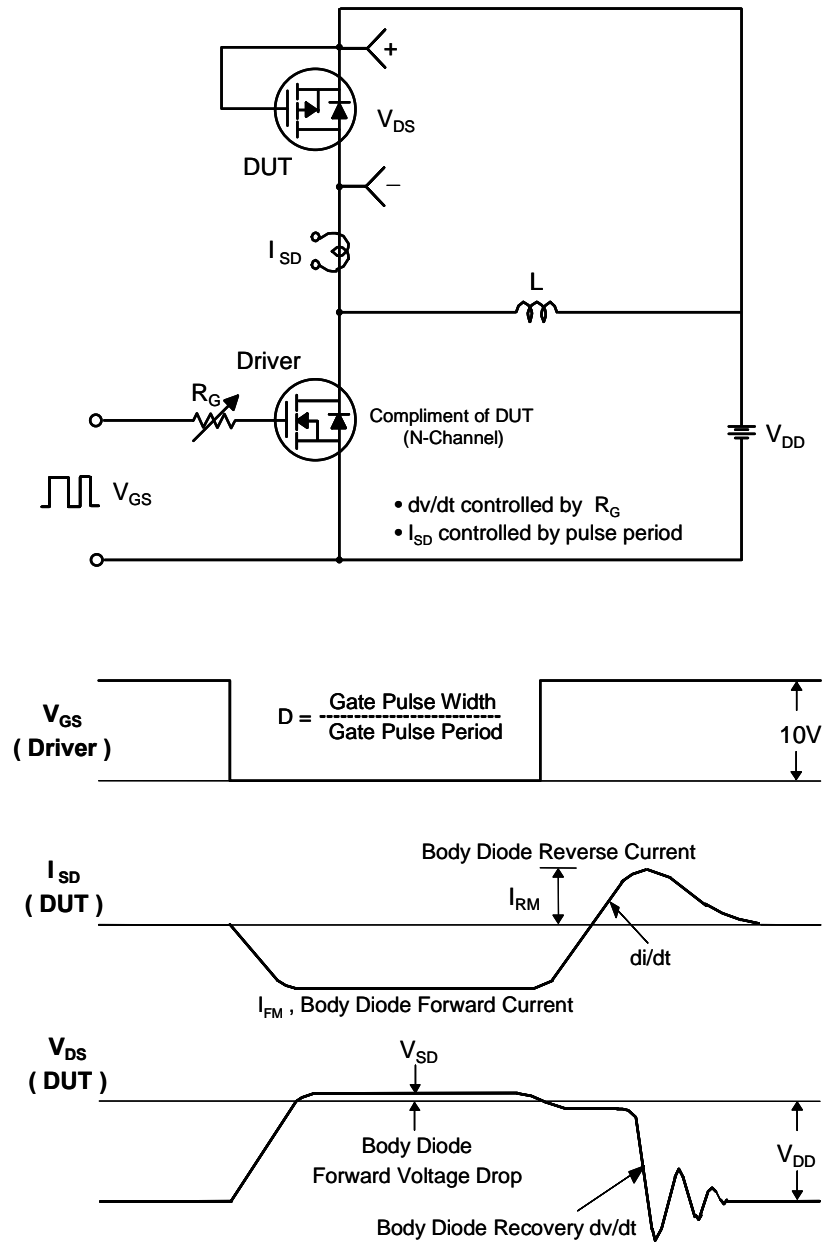 +
V_DS
DUT
–
I_SD
L
Driver
R_G
Compliment of DUT
(N-Channel)
V_DD
V_GS
• dv/dt controlled by R_G
• I_SD controlled by pulse period
V_GS
( Driver )
D = Gate Pulse Width
Gate Pulse Period
10V
I_SD
( DUT )
Body Diode Reverse Current
I_RM
di/dt
I_FM , Body Diode Forward Current
V_DS
( DUT )
V_SD
Body Diode
Forward Voltage Drop
V_DD
Body Diode Recovery dv/dt